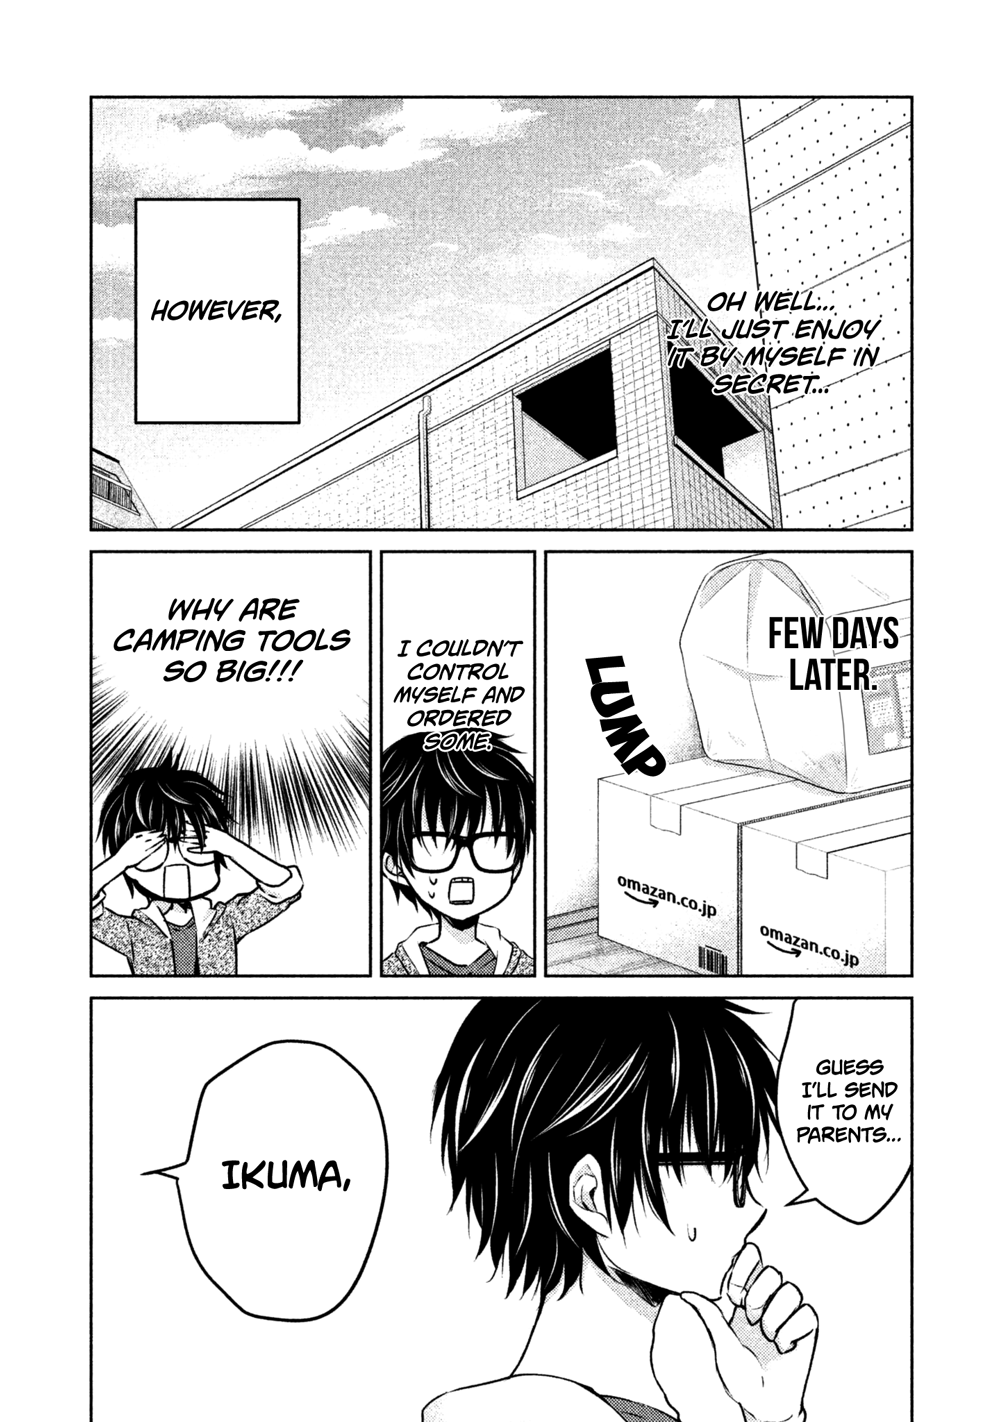 OH WELL...
I'LL JUST ENJOY
IT BY MYSELF IN
SECRET...
HOWEVER,
FEW DAYS
LATER.
LUMP
omazan.co.jp
omazan.co.jp
I COULDN'T
CONTROL
MYSELF AND
ORDERED
SOME.
WHY ARE
CAMPING TOOLS
SO BIG!!!
GUESS
I'LL SEND
IT TO MY
PARENTS...
IKUMA,